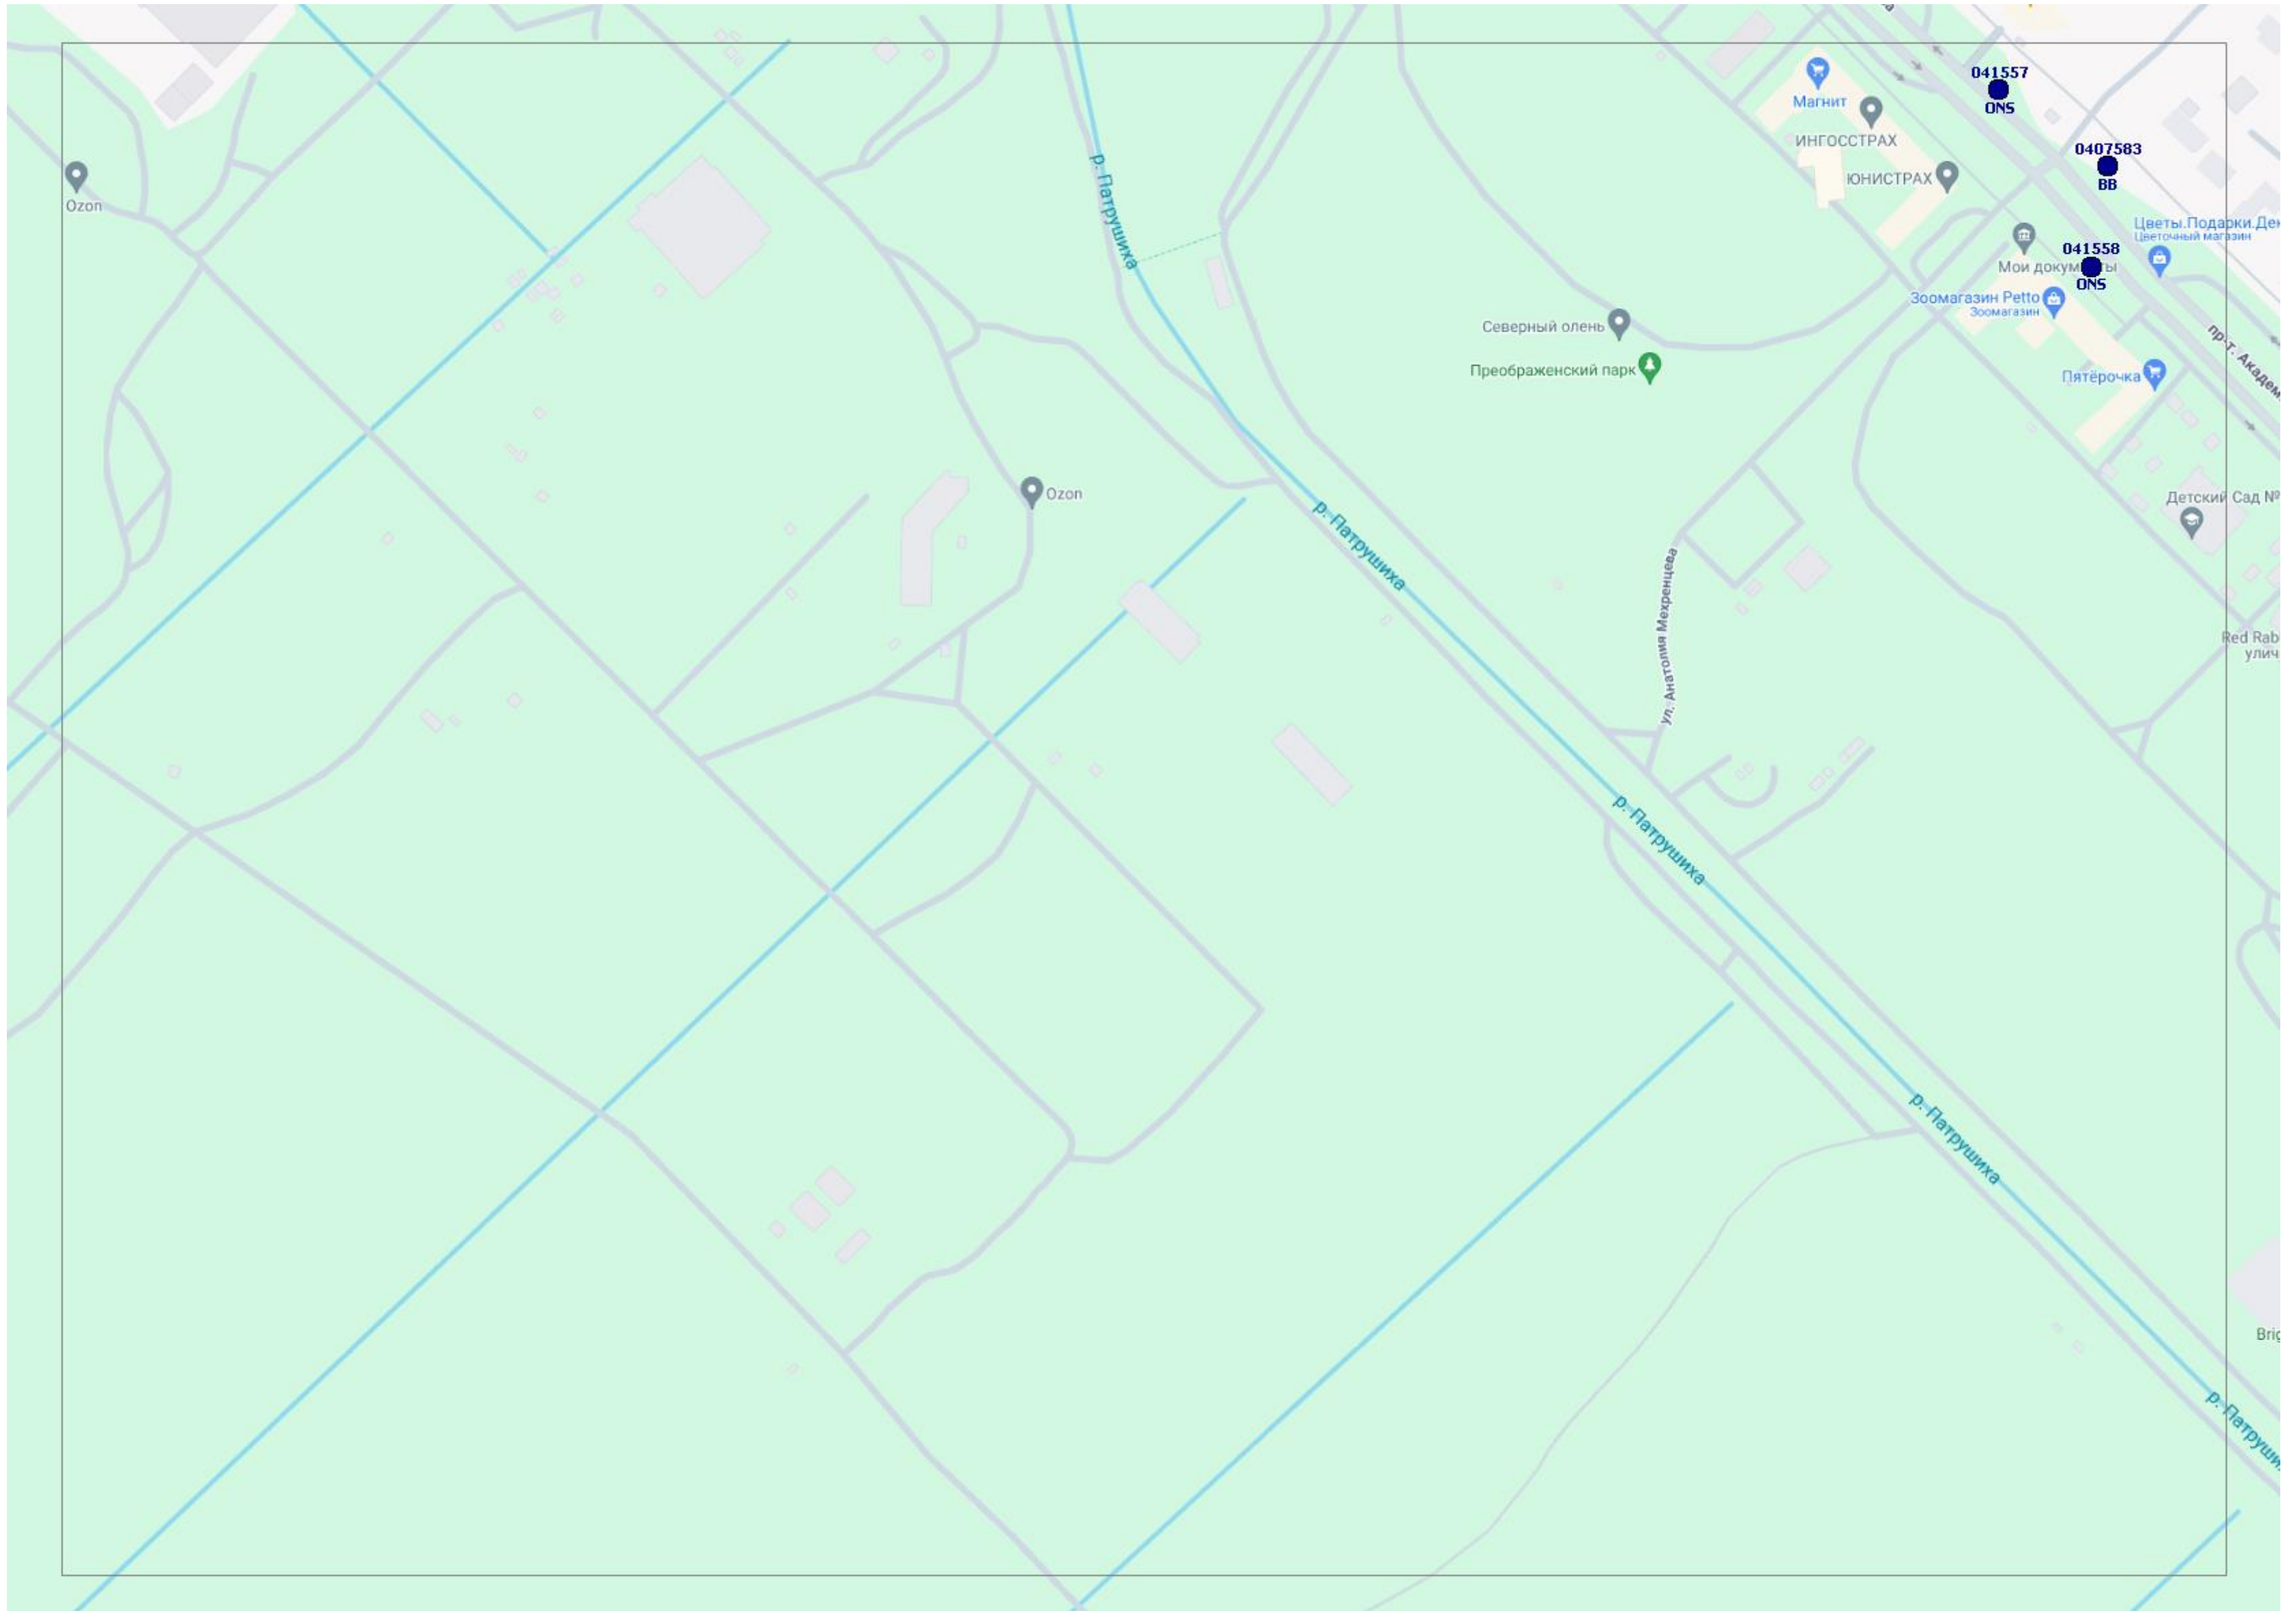 041557
ONS
Магнит
ИНГОССТРАХ
0407583
BB
ЮНИСТРАХ
Ozon
р. Патрушиха
Цветы.Подарки.Де
Цветочный магазин
041558
ONS
Мои докум ты
Зоомагазин Petto
Зоомагазин
Северный олень
Преображенский парк
Пятёрочка
пр-т. Академ
Ozon
Детский Сад №
р. Патрушиха
ул. Анатолия Мехренцева
Red Rab
улич
р. Патрушиха
р. Патрушиха
Brig
р. Патруши